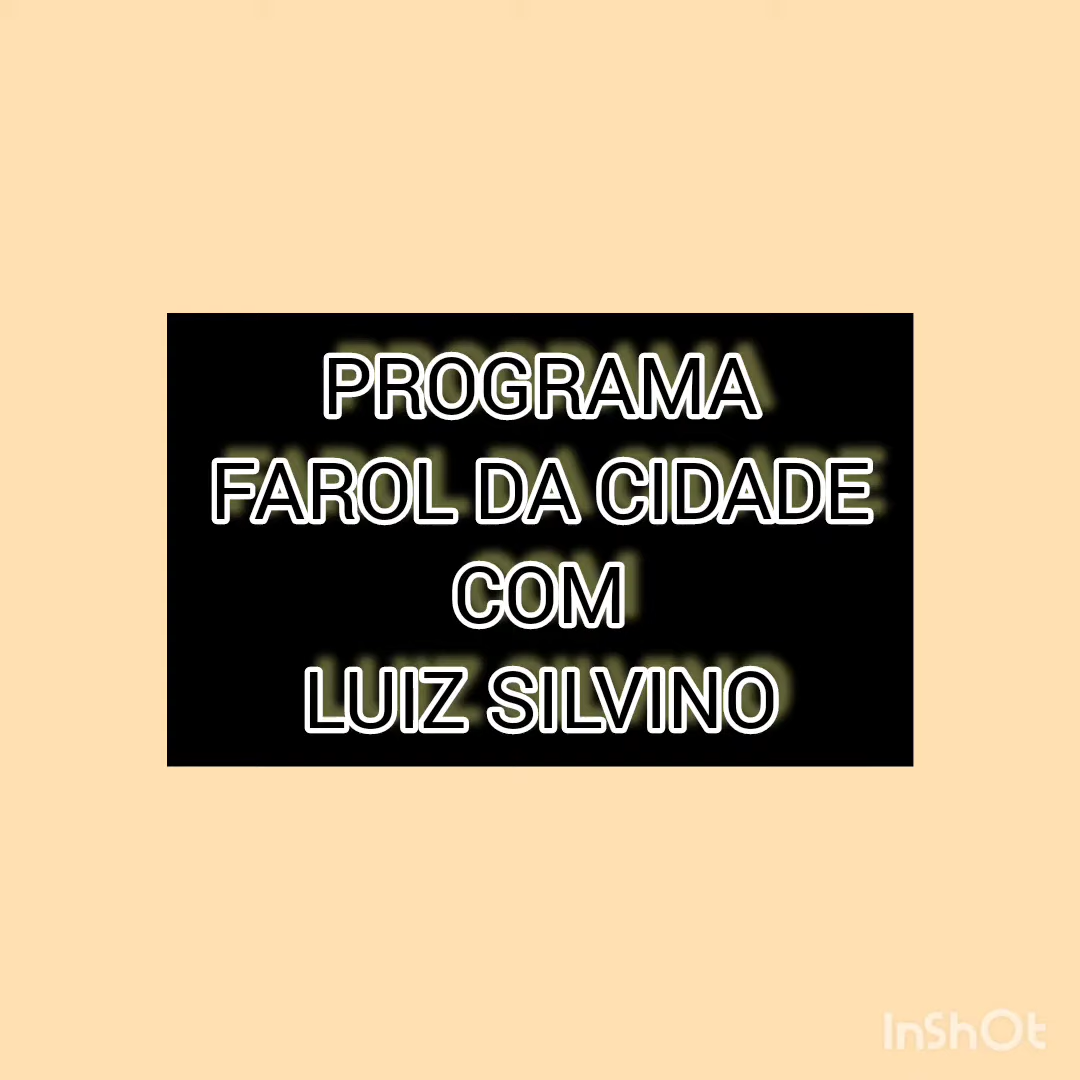 PROGRAMA
FAROL DA CIDADE
COM
LUIZ SILVINO
InShOt